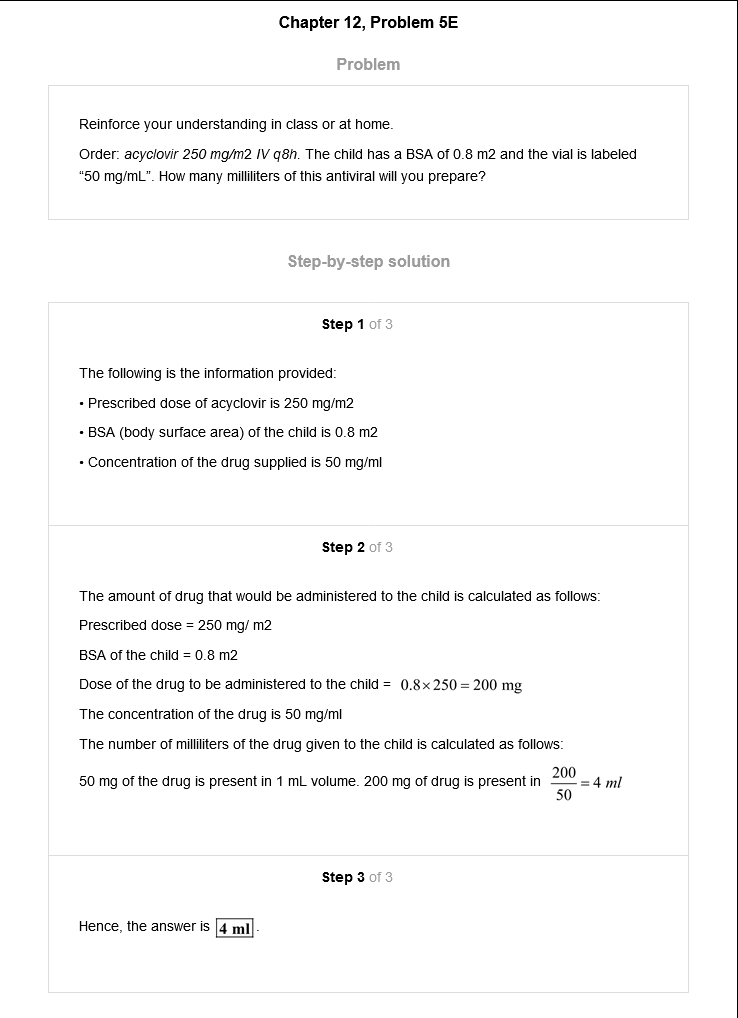 Chapter 12, Problem 5E
Problem
Reinforce your understanding in class or at home.
Order: acyclovir 250 mg/m2 IV q8h. The child has a BSA of 0.8 m2 and the vial is labeled
“50 mg/mL”. How many milliliters of this antiviral will you prepare?
Step-by-step solution
Step 1 of 3
The following is the information provided:
• Prescribed dose of acyclovir is 250 mg/m2
• BSA (body surface area) of the child is 0.8 m2
• Concentration of the drug supplied is 50 mg/ml
Step 2 of 3
The amount of drug that would be administered to the child is calculated as follows:
Prescribed dose = 250 mg/ m2
BSA of the child = 0.8 m2
Dose of the drug to be administered to the child = 0.8×250=200 mg
The concentration of the drug is 50 mg/ml
The number of milliliters of the drug given to the child is calculated as follows:
50 mg of the drug is present in 1 mL volume. 200 mg of drug is present in 200/50 = 4 ml
Step 3 of 3
Hence, the answer is 4 ml.